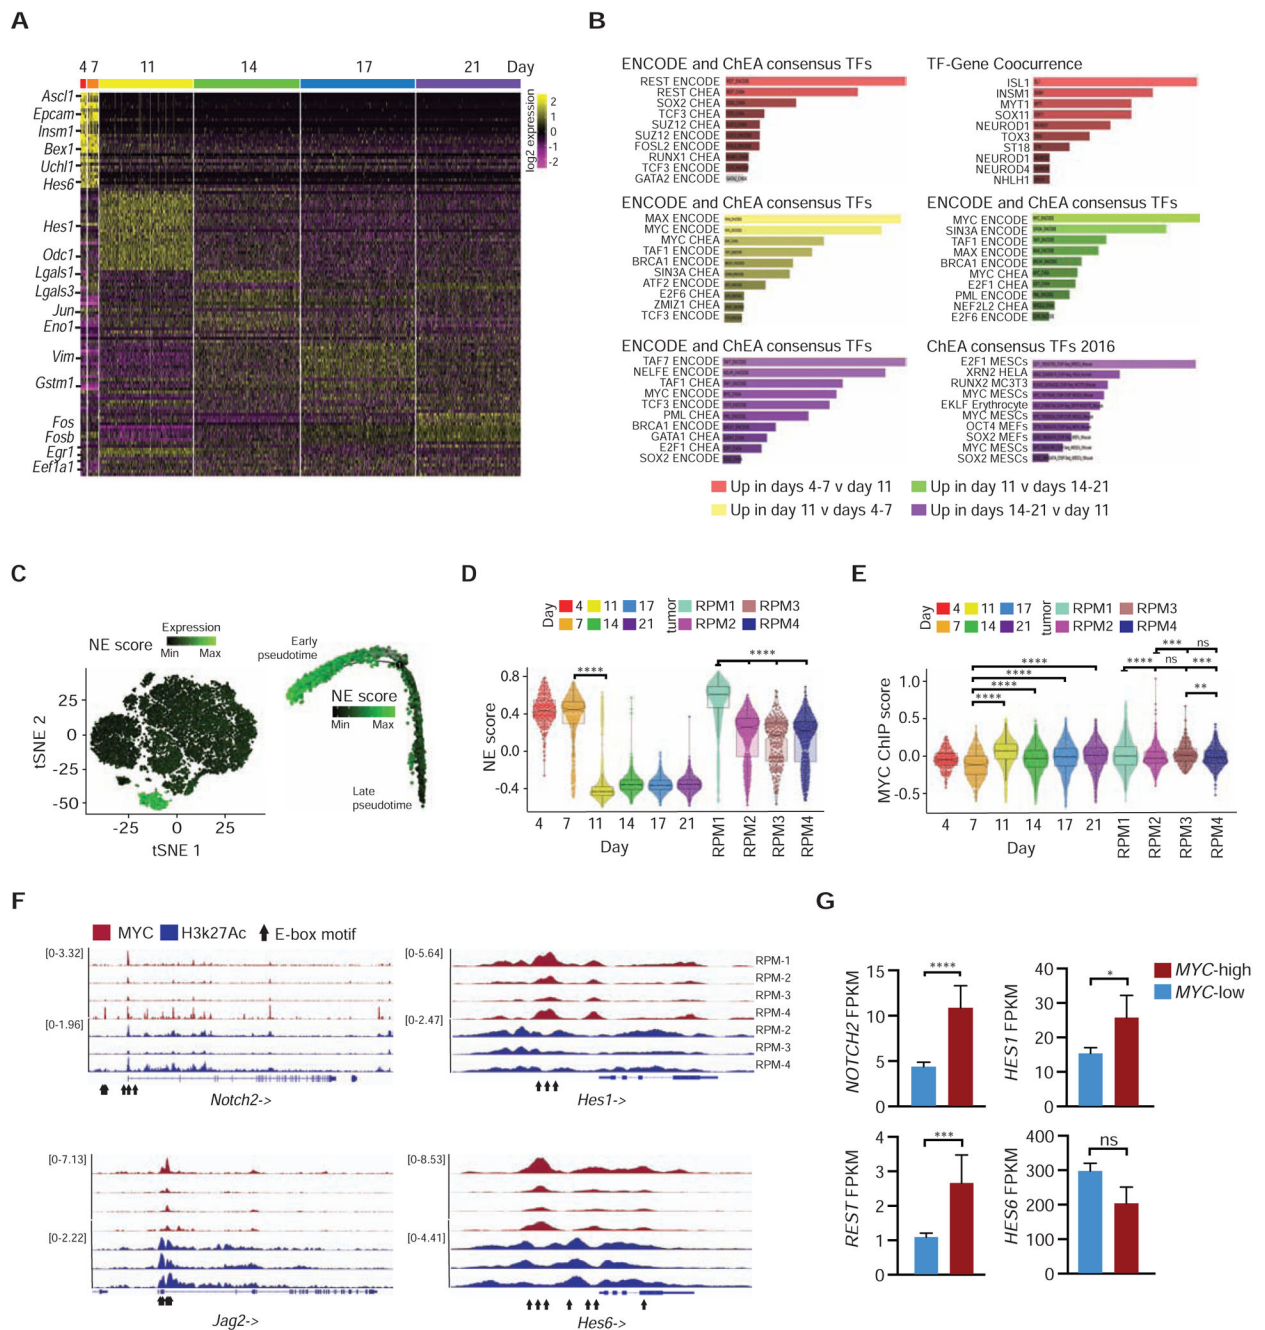 A
4 7 11 14 17 21 Day
Ascl1
Epcam
Insm1
Bex1
Uchl1
Hes6
Hes1
Odc1
Lgals1
Lgals3
Jun
Eno1
Vim
Gstm1
Fos
Fosb
Egr1
Eef1a1
2
1
0
-1
-2
log2 expression
B
ENCODE and ChEA consensus TFs
REST ENCODE
REST CHEA
SOX2 CHEA
TCF3 CHEA
SUZ12 CHEA
SUZ12 ENCODE
FOSL2 ENCODE
RUNX1 CHEA
TCF3 ENCODE
GATA2 ENCODE
TF-Gene Coocurrence
ISL1
INSM1
MYT1
SOX11
NEUROD1
TOX3
ST18
NEUROD1
NEUROD4
NHLH1
ENCODE and ChEA consensus TFs
MAX ENCODE
MYC ENCODE
MYC CHEA
TAF1 ENCODE
BRCA1 ENCODE
SIN3A CHEA
ATF2 ENCODE
E2F6 CHEA
ZMIZ1 CHEA
TCF3 ENCODE
ENCODE and ChEA consensus TFs
MYC ENCODE
SIN3A ENCODE
TAF1 ENCODE
MAX ENCODE
BRCA1 ENCODE
MYC CHEA
E2F1 CHEA
PML ENCODE
NEF2L2 CHEA
E2F6 ENCODE
ENCODE and ChEA consensus TFs
TAF7 ENCODE
NELFE ENCODE
TAF1 CHEA
MYC ENCODE
TCF3 ENCODE
PML CHEA
BRCA1 ENCODE
GATA1 CHEA
E2F1 CHEA
SOX2 ENCODE
ChEA consensus TFs 2016
E2F1 MESCs
XRN2 HELA
RUNX2 MC3T3
MYC MESCs
EKLF Erythrocyte
MYC MESCs
OCT4 MEFs
SOX2 MEFs
MYC MESCs
SOX2 MESCs
Up in days 4-7 v day 11
Up in day 11 v days 14-21
Up in day 11 v days 4-7
Up in days 14-21 v day 11
C
NE score
Expression
Min Max
25
0
-25
-50
tSNE 2
-25 0 25
tSNE 1
Early
pseudotime
NE score
Min Max
Late
pseudotime
D
Day
4 11 17
7 14 21
tumor
RPM1 RPM3
RPM2 RPM4
**** ****
0.8
0.4
0.0
-0.4
NE score
4 7 11 14 17 21 RPM1 RPM2 RPM3 RPM4
Day
E
Day
4 11 17
7 14 21
tumor
RPM1 RPM3
RPM2 RPM4
*** ns
**** ns ***
**
****
****
****
****
1.0
0.5
0.0
-0.5
MYC ChIP score
4 7 11 14 17 21 RPM1 RPM2 RPM3 RPM4
Day
F
MYC H3k27Ac E-box motif
[0-3.32]
[0-1.96]
Notch2->
[0-5.64]
[0-2.47]
RPM-1
RPM-2
RPM-3
RPM-4
RPM-2
RPM-3
RPM-4
Hes1->
[0-7.13]
[0-2.22]
Jag2->
[0-8.53]
[0-4.41]
Hes6->
G
MYC-high
MYC-low
NOTCH2 FPKM
15
10
5
0
****
HES1 FPKM
40
30
20
10
0
*
REST FPKM
4
3
2
1
0
***
HES6 FPKM
400
300
200
100
0
ns